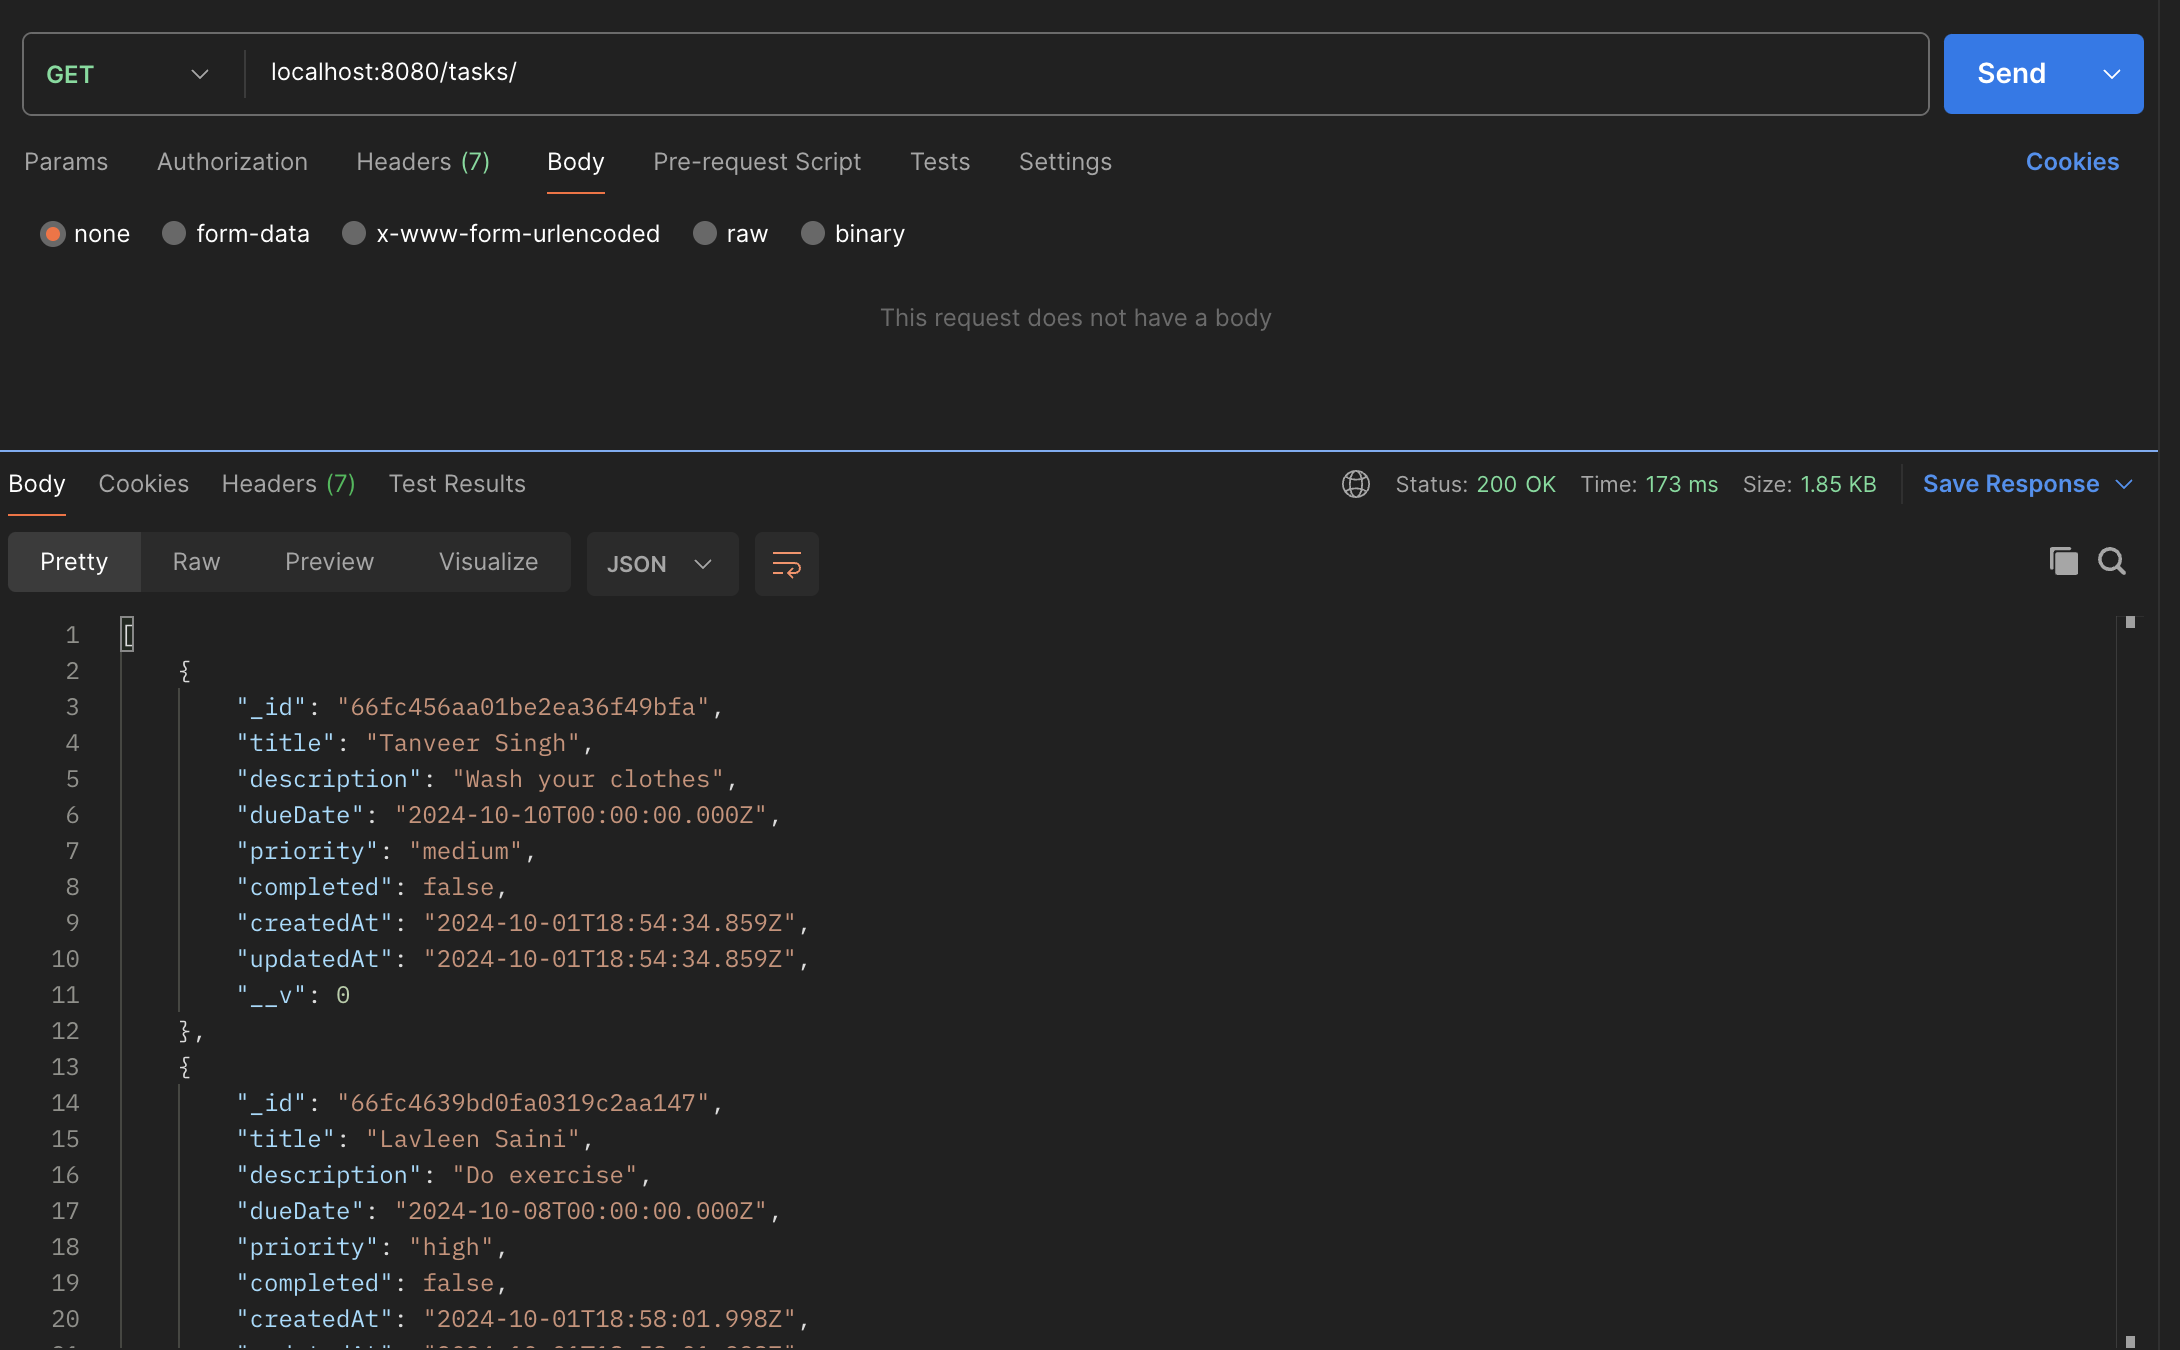 GET localhost:8080/tasks/ Send
Params Authorization Headers (7) Body Pre-request Script Tests Settings Cookies
none form-data x-www-form-urlencoded raw binary
This request does not have a body
Body Cookies Headers (7) Test Results Status: 200 OK Time: 173 ms Size: 1.85 KB Save Response
Pretty Raw Preview Visualize JSON
1 [
2 {
3 "_id": "66fc456aa01be2ea36f49bfa",
4 "title": "Tanveer Singh",
5 "description": "Wash your clothes",
6 "dueDate": "2024-10-10T00:00:00.000Z",
7 "priority": "medium",
8 "completed": false,
9 "createdAt": "2024-10-01T18:54:34.859Z",
10 "updatedAt": "2024-10-01T18:54:34.859Z",
11 "__v": 0
12 },
13 {
14 "_id": "66fc4639bd0fa0319c2aa147",
15 "title": "Lavleen Saini",
16 "description": "Do exercise",
17 "dueDate": "2024-10-08T00:00:00.000Z",
18 "priority": "high",
19 "completed": false,
20 "createdAt": "2024-10-01T18:58:01.998Z",